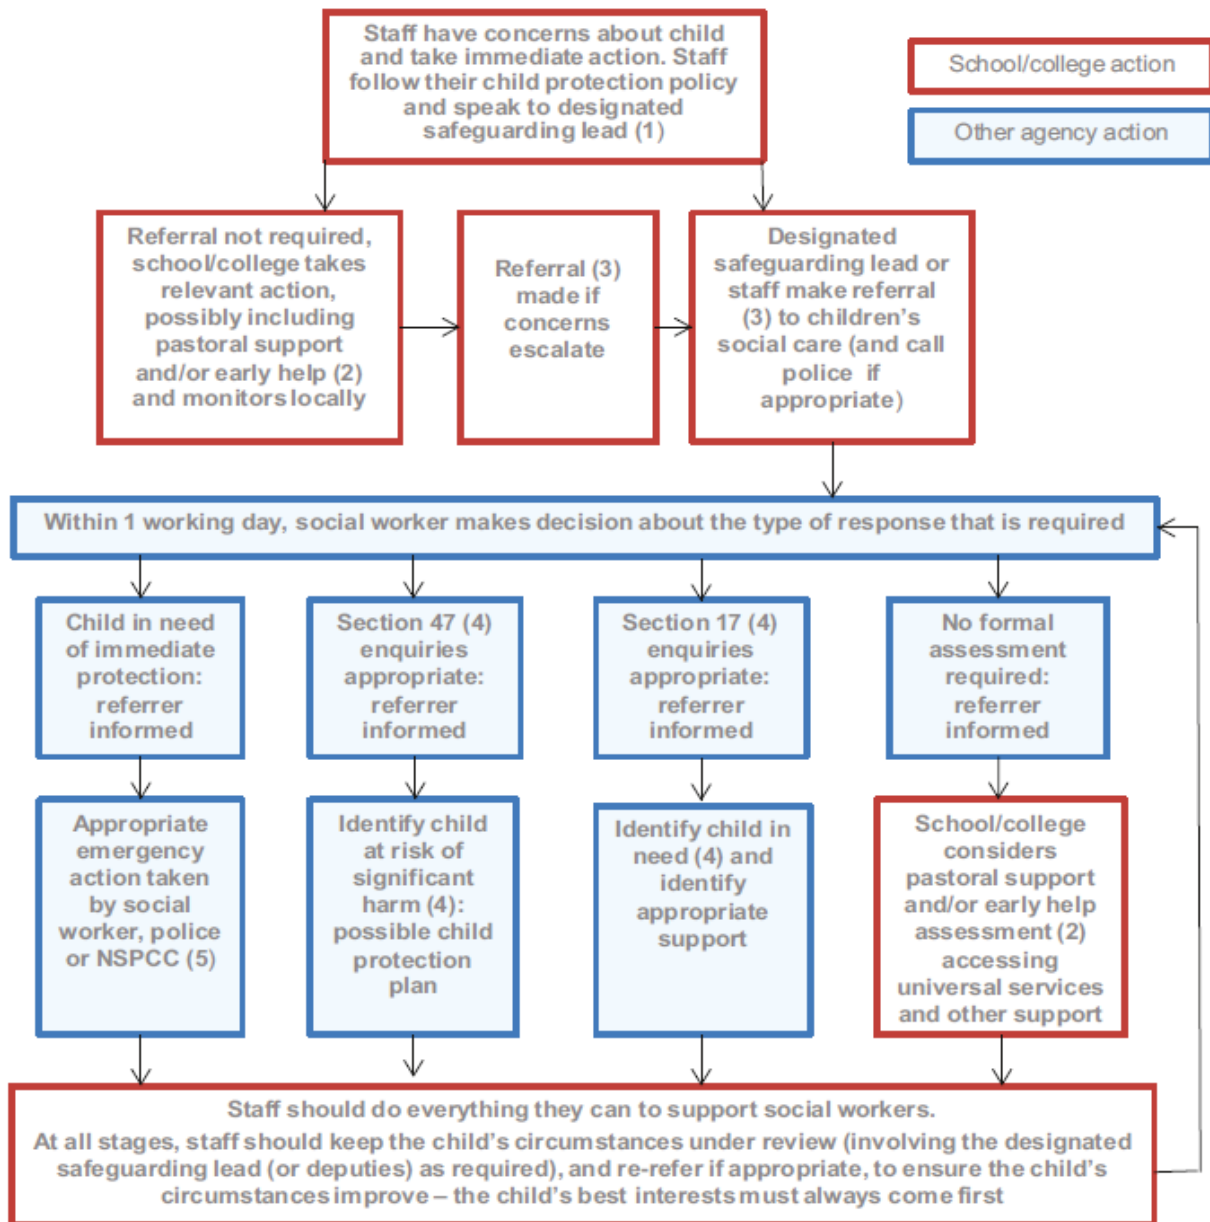 Staff have concerns about child
and take immediate action. Staff
follow their child protection policy
and speak to designated
safeguarding lead (1)
School/college action
Other agency action
Referral not required,
school/college takes
relevant action,
possibly including
pastoral support
and/or early help (2)
and monitors locally
Referral (3)
made if
concerns
escalate
Designated
safeguarding lead or
staff make referral
(3) to children’s
social care (and call
police if
appropriate)
Within 1 working day, social worker makes decision about the type of response that is required
Child in need
of immediate
protection:
referrer
informed
Section 47 (4)
enquiries
appropriate:
referrer
informed
Section 17 (4)
enquiries
appropriate:
referrer
informed
No formal
assessment
required:
referrer
informed
Appropriate
emergency
action taken
by social
worker, police
or NSPCC (5)
Identify child
at risk of
significant
harm (4):
possible child
protection
plan
Identify child in
need (4) and
identify
appropriate
support
School/college
considers
pastoral support
and/or early help
assessment (2)
accessing
universal services
and other support
Staff should do everything they can to support social workers.
At all stages, staff should keep the child’s circumstances under review (involving the designated
safeguarding lead (or deputies) as required), and re-refer if appropriate, to ensure the child’s
circumstances improve – the child’s best interests must always come first